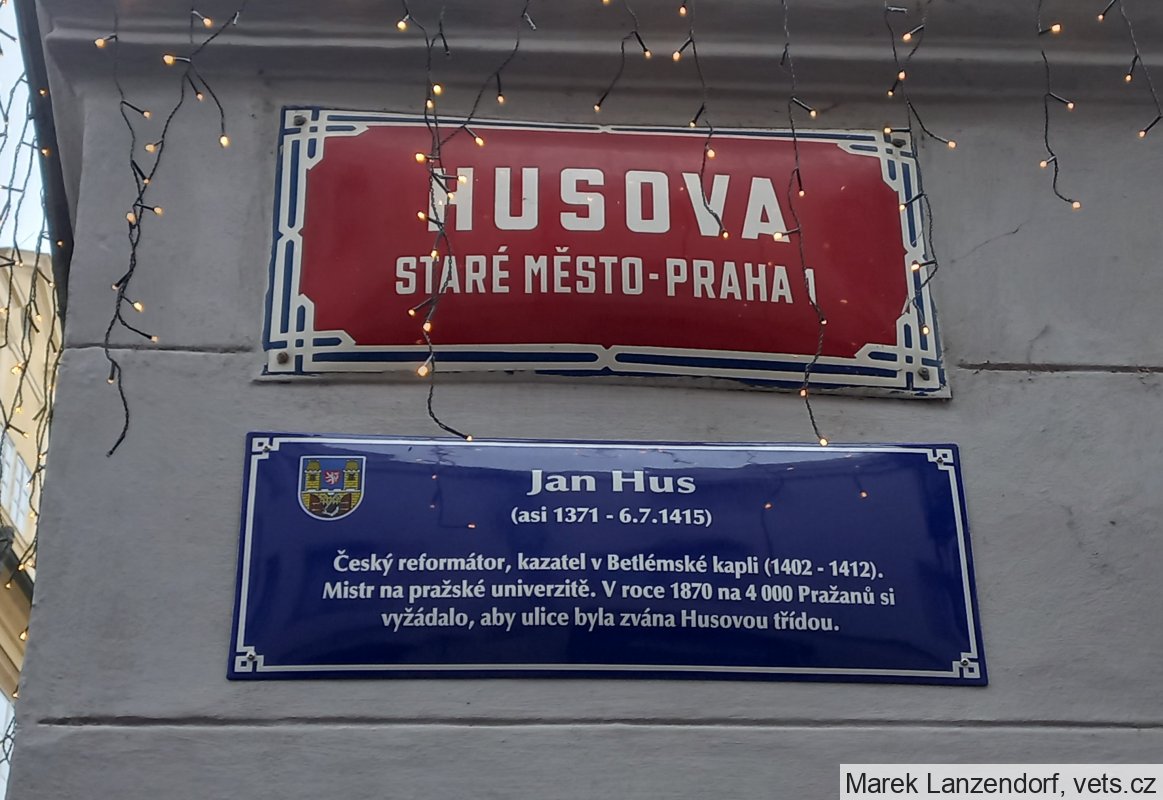 HUSOVA
STARÉ MĚSTO-PRAHA 1
Jan Hus
(asi 1371 - 6.7.1415)
Český reformátor, kazatel v Betlémské kapli (1402 - 1412).
Mistr na pražské univerzitě. V roce 1870 na 4 000 Pražanů si
vyžádalo, aby ulice byla zvána Husovou třídou.
Marek Lanzendorf, vets.cz